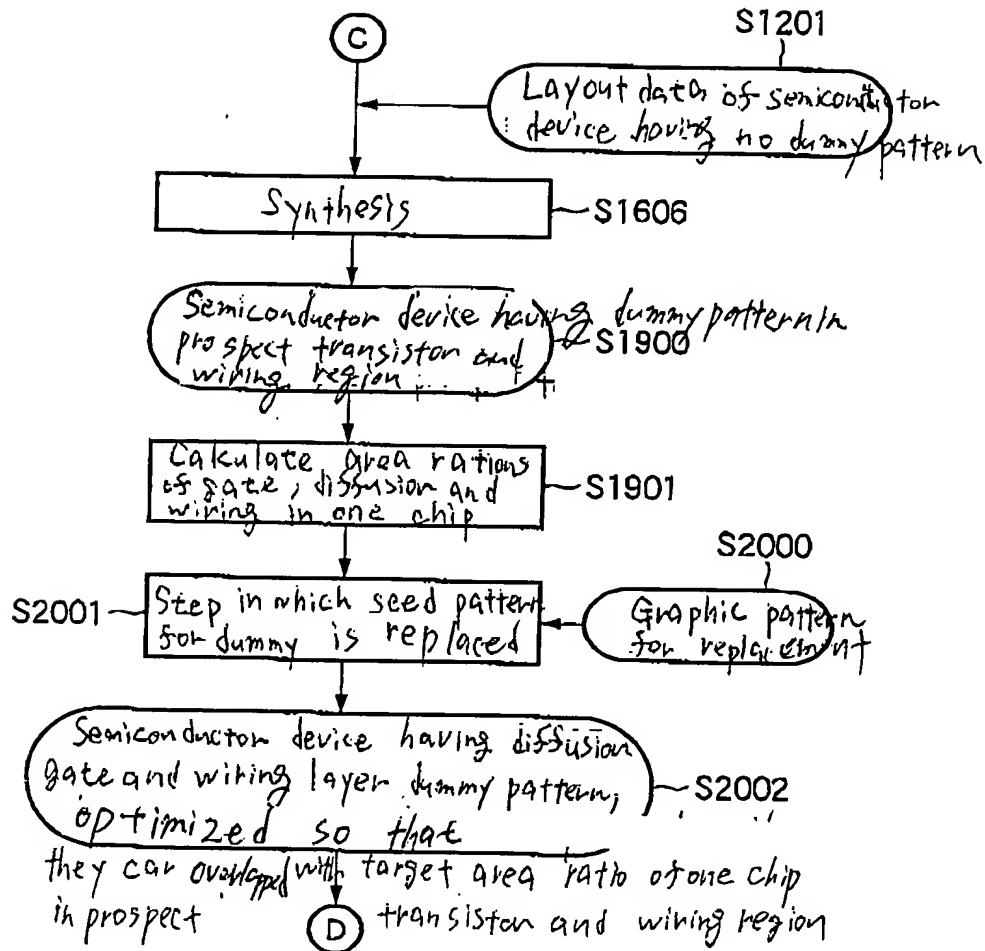 C
S1201
Layout data of semiconductor
device having no dummy pattern
Synthesis
S1606
Semiconductor device having dummy pattern in
prospect transistor and
S1900
wiring region
Calculate area rations
of gate, diffusion and
wiring in one chip
S1901
S2000
S2001
Step in which seed pattern
for dummy is replaced
Graphic pattern
for replacement
Semiconductor device having diffusion
gate and wiring layer dummy pattern,
optimized so that
S2002
they car overlapped with target area ratio of one chip
in prospect transistor and wiring region
D